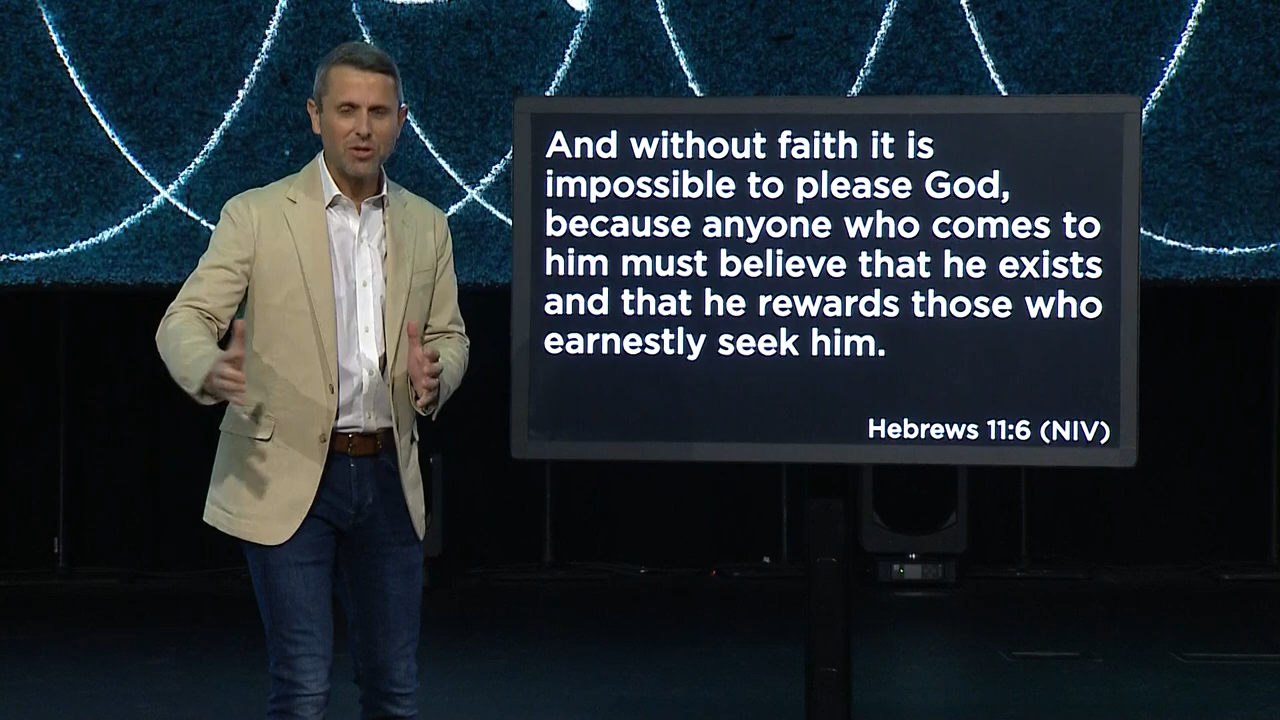 And without faith it is
impossible to please God,
because anyone who comes to
him must believe that he exists
and that he rewards those who
earnestly seek him.
Hebrews 11:6 (NIV)